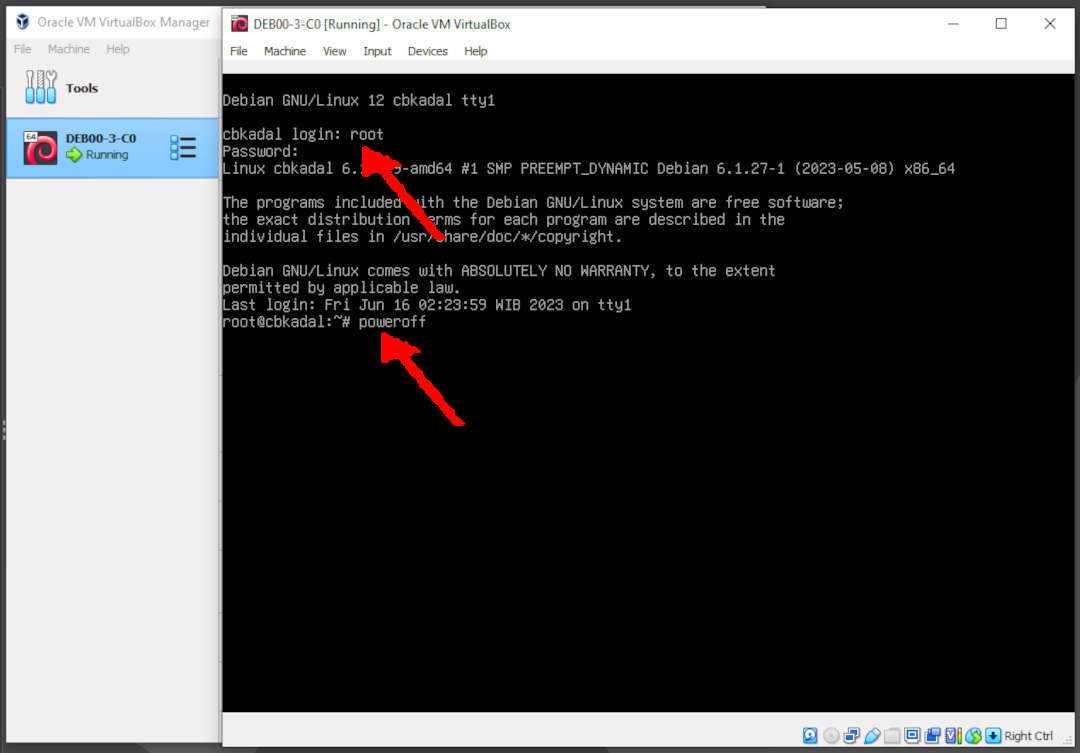 Oracle VM VirtualBox Manager
File Machine Help
Tools
64
DEB00-3-C0
Running
DEB00-3-C0 [Running] - Oracle VM VirtualBox
File Machine View Input Devices Help
Debian GNU/Linux 12 cbkadal tty1
cbkadal login: root
Password:
Linux cbkadal 6.1. -9-amd64 #1 SMP PREEMPT_DYNAMIC Debian 6.1.27-1 (2023-05-08) x86_64
The programs included with the Debian GNU/Linux system are free software;
the exact distribution terms for each program are described in the
individual files in /usr/share/doc/*/copyright.
Debian GNU/Linux comes with ABSOLUTELY NO WARRANTY, to the extent
permitted by applicable law.
Last login: Fri Jun 16 02:23:59 WIB 2023 on tty1
root@cbkadal:~# poweroff
Right Ctrl